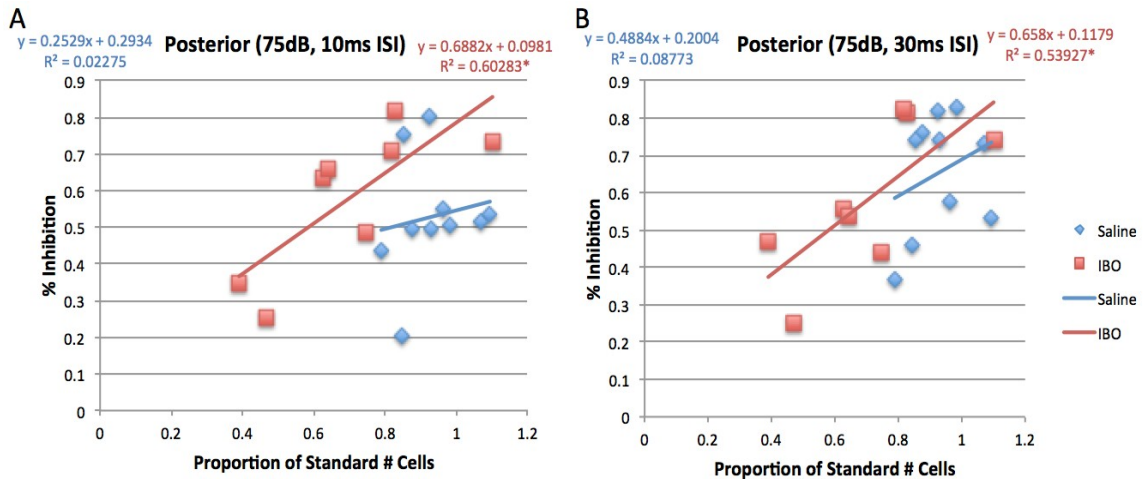 A
y = 0.2529x + 0.2934
R² = 0.02275
Posterior (75dB, 10ms ISI)
y = 0.6882x + 0.0981
R² = 0.60283*
0.9
0.8
0.7
0.6
0.5
0.4
0.3
0.2
0.1
0
% Inhibition
0 0.2 0.4 0.6 0.8 1 1.2
Proportion of Standard # Cells
B
y = 0.4884x + 0.2004
R² = 0.08773
Posterior (75dB, 30ms ISI)
y = 0.658x + 0.1179
R² = 0.53927*
0.9
0.8
0.7
0.6
0.5
0.4
0.3
0.2
0.1
0
% Inhibition
0 0.2 0.4 0.6 0.8 1 1.2
Proportion of Standard # Cells
Saline
IBO
Saline
IBO